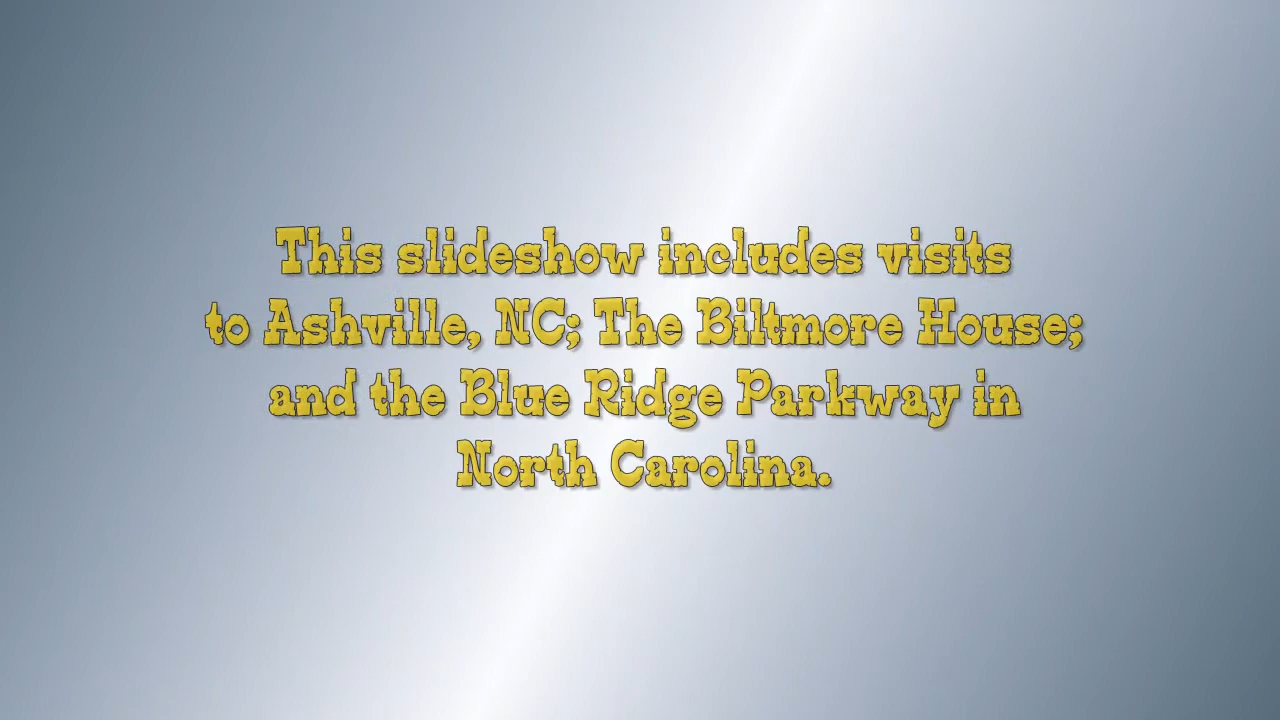 This slideshow includes visits
to Ashville, NC; The Biltmore House;
and the Blue Ridge Parkway in
North Carolina.